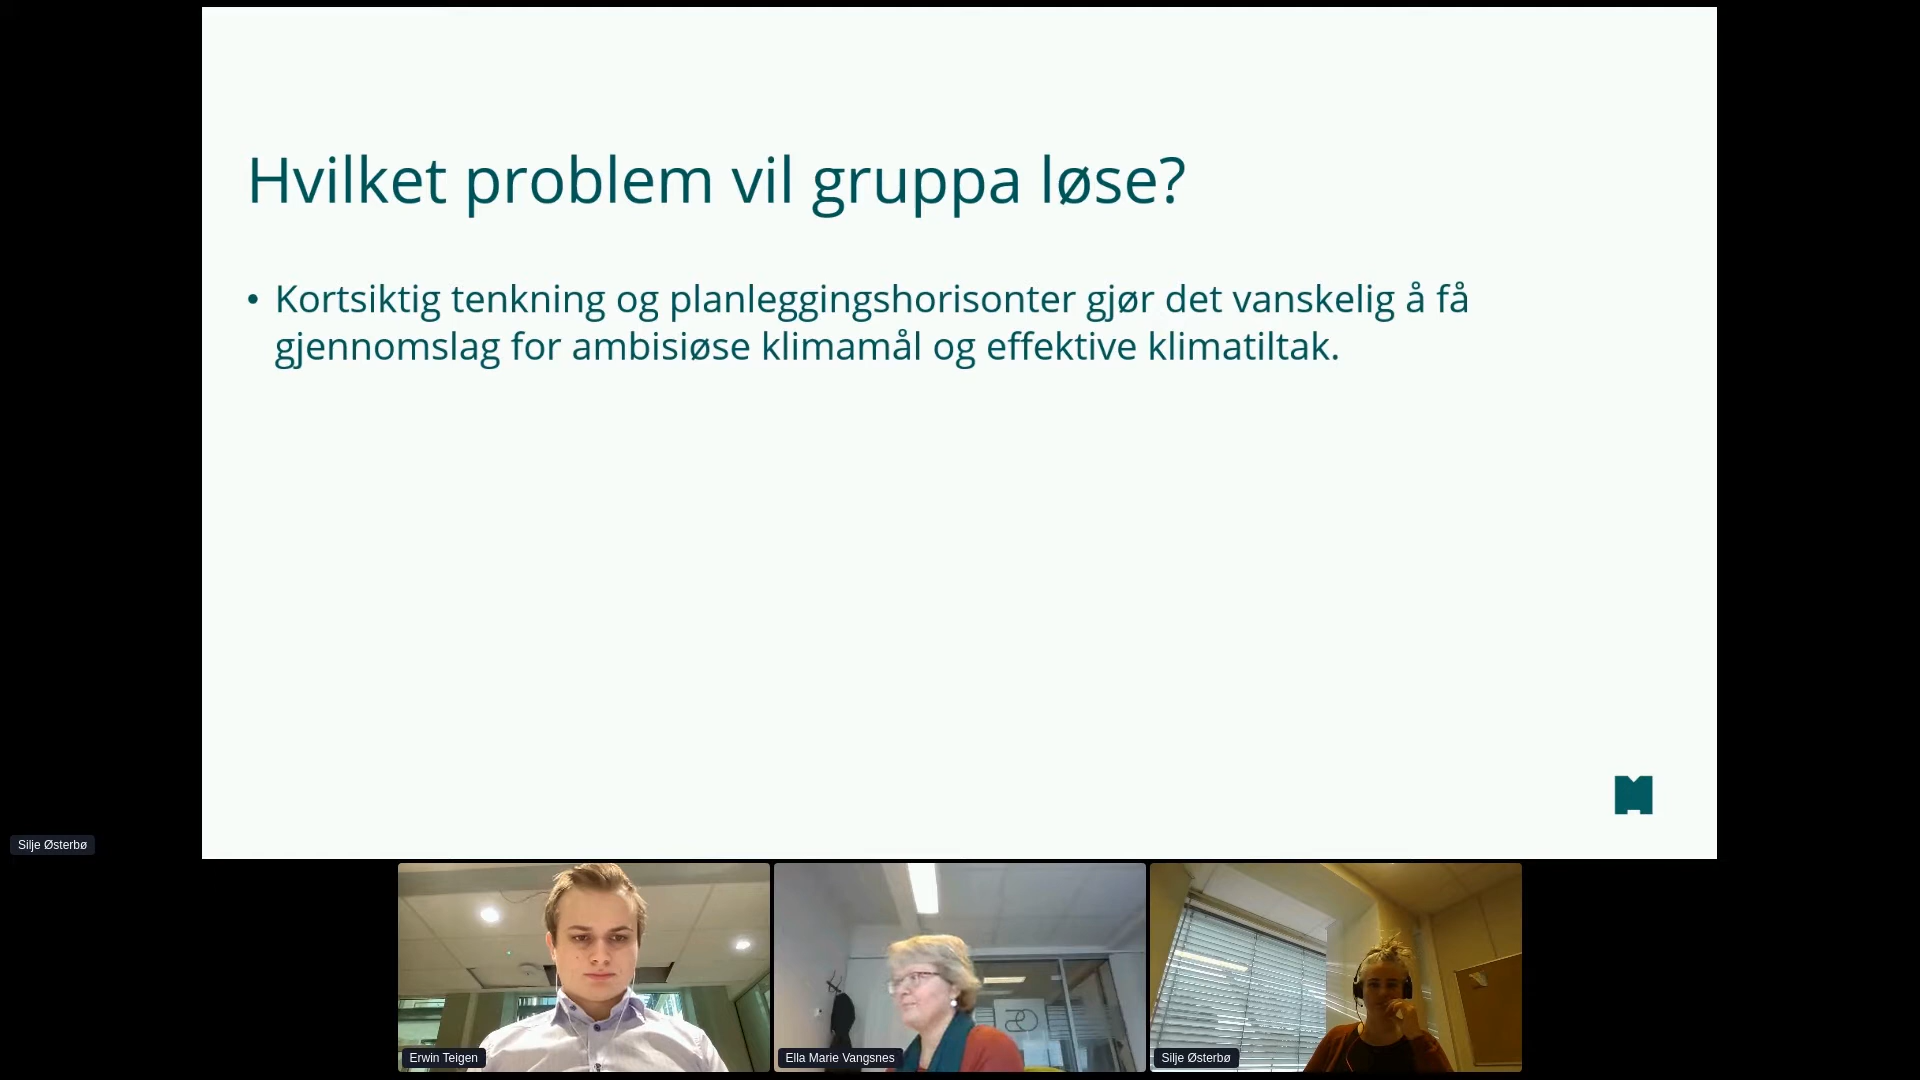 Hvilket problem vil gruppa løse?
• Kortsiktig tenkning og planleggingshorisonter gjør det vanskelig å få
gjennomslag for ambisiøse klimamål og effektive klimatiltak.
Silje Østerbø
Erwin Teigen
Ella Marie Vangsnes
Silje Østerbø